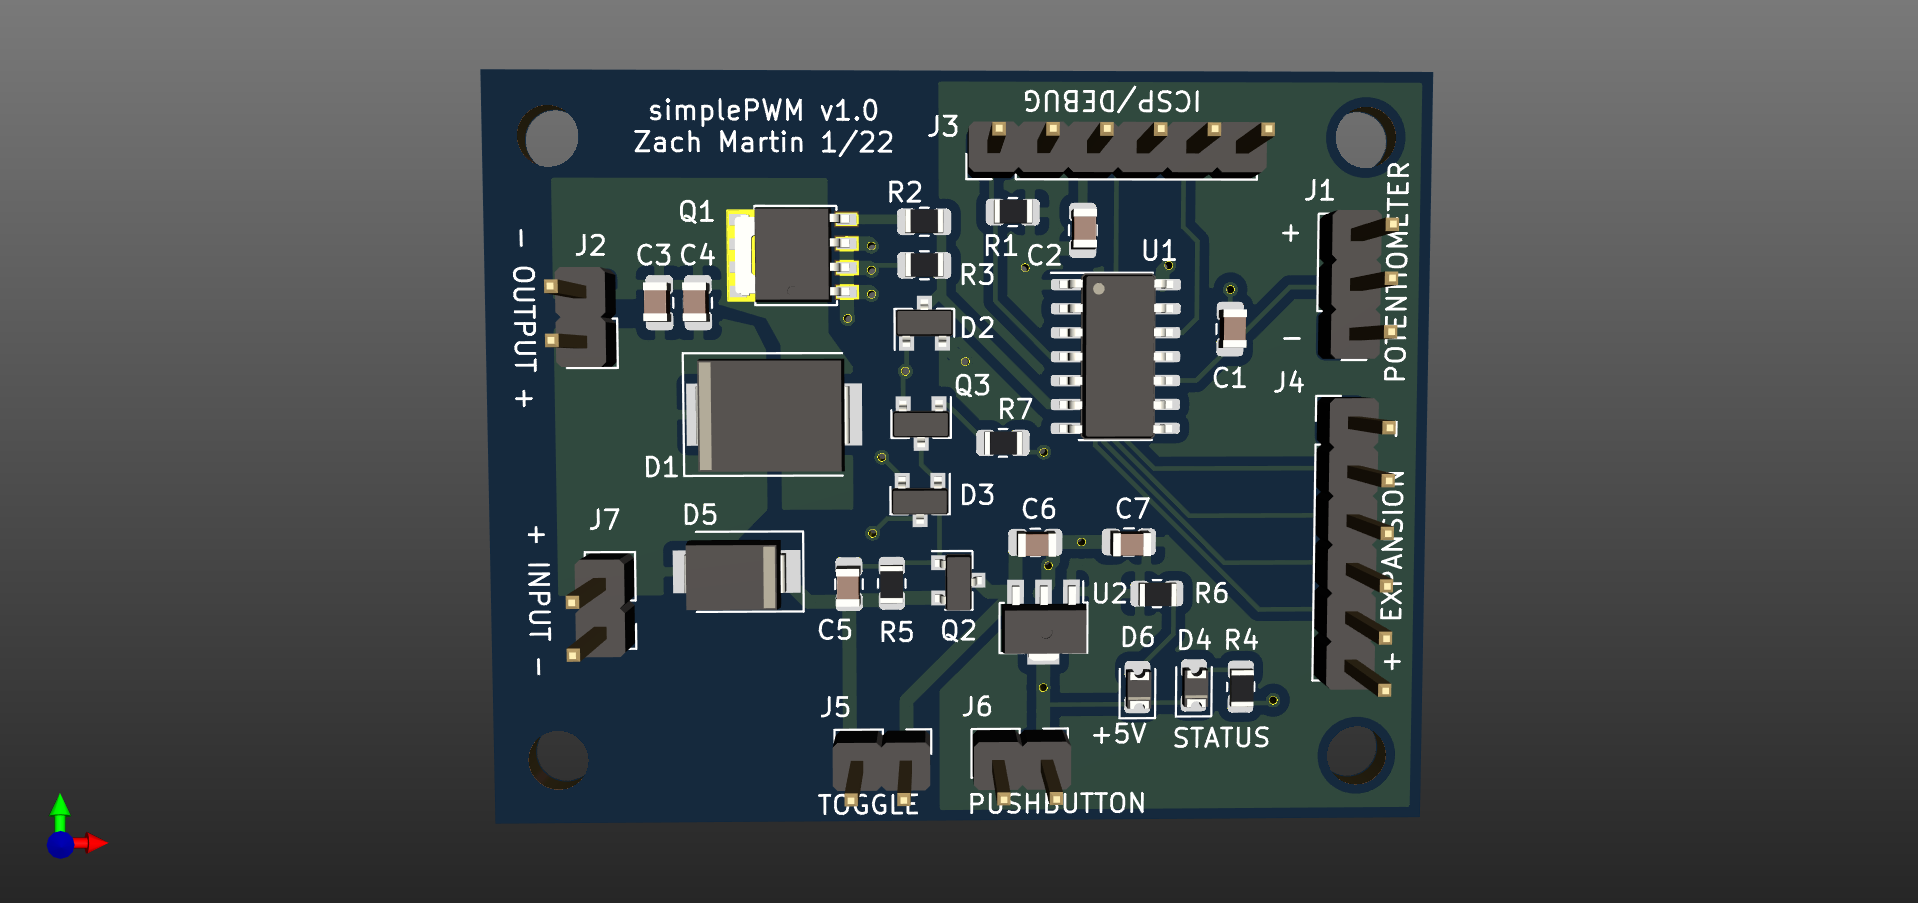 simplePWM v1.0
Zach Martin 1/22
ICSP/DEBUG
J3
J1
POTENTIOMETER
+
-
R2
Q1
R1
C2
U1
J2
C3 C4
- OUTPUT +
R3
D2
C1
J4
Q3
R7
D1
D3
- EXPANSION +
C6
C7
D5
J7
+ INPUT -
U2
R6
C5
R5
Q2
D6
D4
R4
J5
J6
+5V
STATUS
TOGGLE
PUSHBUTTON